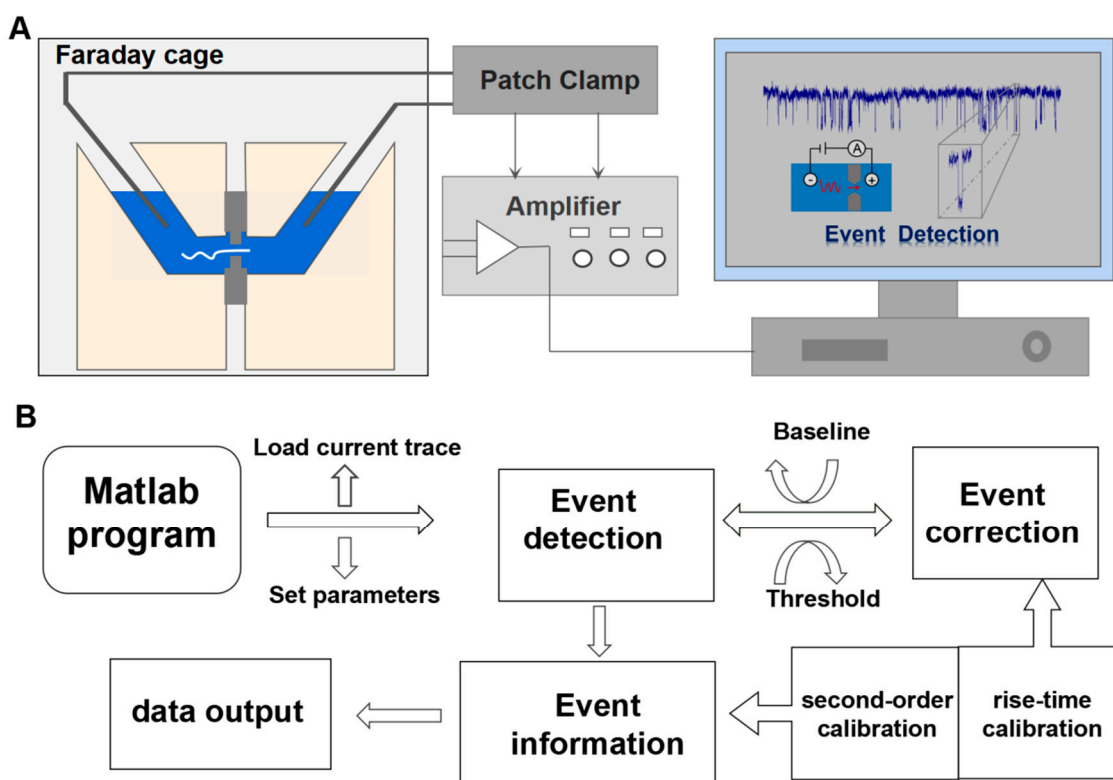 A
Faraday cage
Patch Clamp
Amplifier
A
-
+
Event Detection
B
Matlab
program
Load current trace
Set parameters
Event
detection
Baseline
Threshold
Event
correction
data output
Event
information
second-order
calibration
rise-time
calibration